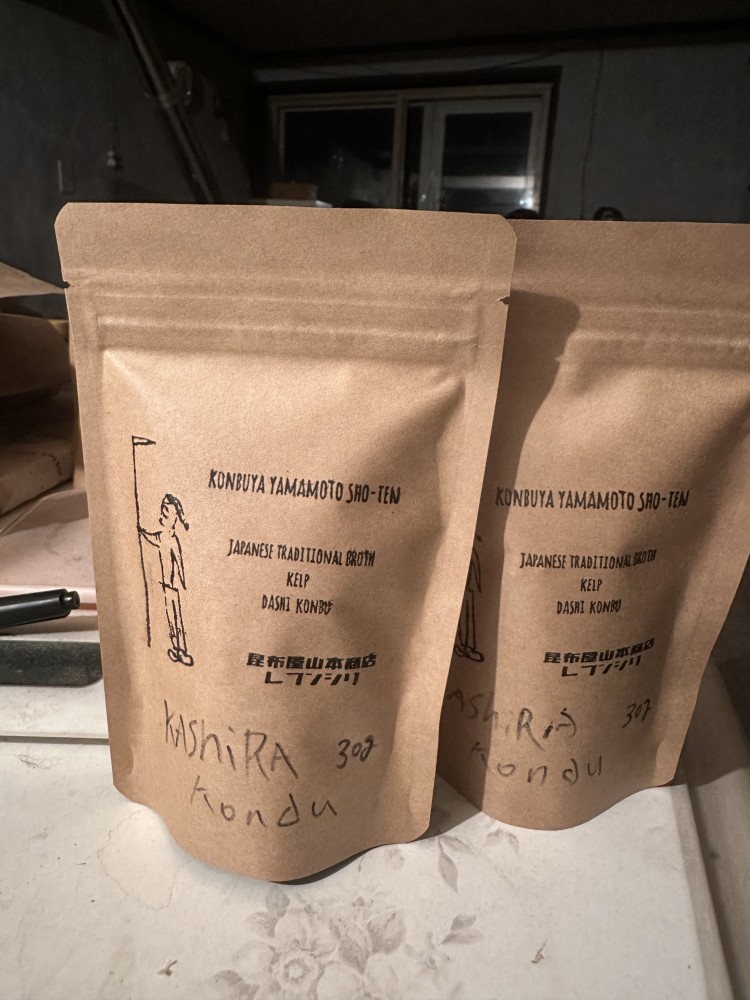 KONBUYA YAMAMOTO SHO-TEN
JAPANESE TRADITIONAL BROTH
KELP
DASHI KONBU
昆布屋山本商店
レブンシリ
KAShiRA 30g
Kondu
KONBUYA YAMAMOTO SHO-TEN
JAPANESE TRADITIONAL BROTH
KELP
DASHI KONBU
昆布屋山本商店
レブンシリ
KAShiRA 30g
Kondu